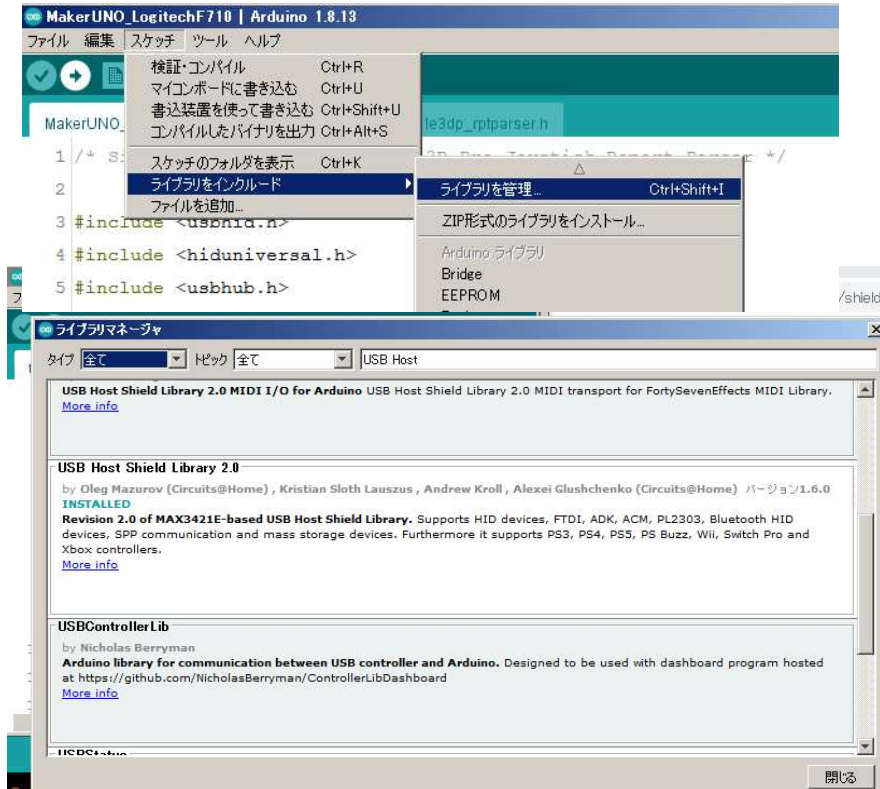 MakerUNO_LogitechF710 | Arduino 1.8.13
ファイル 編集 スケッチ ツール ヘルプ
検証・コンパイル Ctrl+R
マイコンボードに書き込む Ctrl+U
書込装置を使って書き込む Ctrl+Shift+U
コンパイルしたバイナリを出力 Ctrl+Alt+S
スケッチのフォルダを表示 Ctrl+K
ライブラリをインクルード
ファイルを追加...
MakerUNO_
le3dp_rptparser.h
1 /* Si
2
3 #include <usbhid.h>
4 #include <hiduniversal.h>
5 #include <usbhub.h>
*/
ライブラリを管理... Ctrl+Shift+I
ZIP形式のライブラリをインストール...
Arduino ライブラリ
Bridge
EEPROM
/shield
ライブラリマネージャ
タイプ 全て トピック 全て USB Host
USB Host Shield Library 2.0 MIDI I/O for Arduino USB Host Shield Library 2.0 MIDI transport for FortySevenEffects MIDI Library.
More info
USB Host Shield Library 2.0
by Oleg Mazurov (Circuits@Home) , Kristian Sloth Lauszus , Andrew Kroll , Alexei Glushchenko (Circuits@Home) バージョン1.6.0
INSTALLED
Revision 2.0 of MAX3421E-based USB Host Shield Library. Supports HID devices, FTDI, ADK, ACM, PL2303, Bluetooth HID
devices, SPP communication and mass storage devices. Furthermore it supports PS3, PS4, PS5, PS Buzz, Wii, Switch Pro and
Xbox controllers.
More info
USBControllerLib
by Nicholas Berryman
Arduino library for communication between USB controller and Arduino. Designed to be used with dashboard program hosted
at https://github.com/NicholasBerryman/ControllerLibDashboard
More info
USBStatus
閉じる